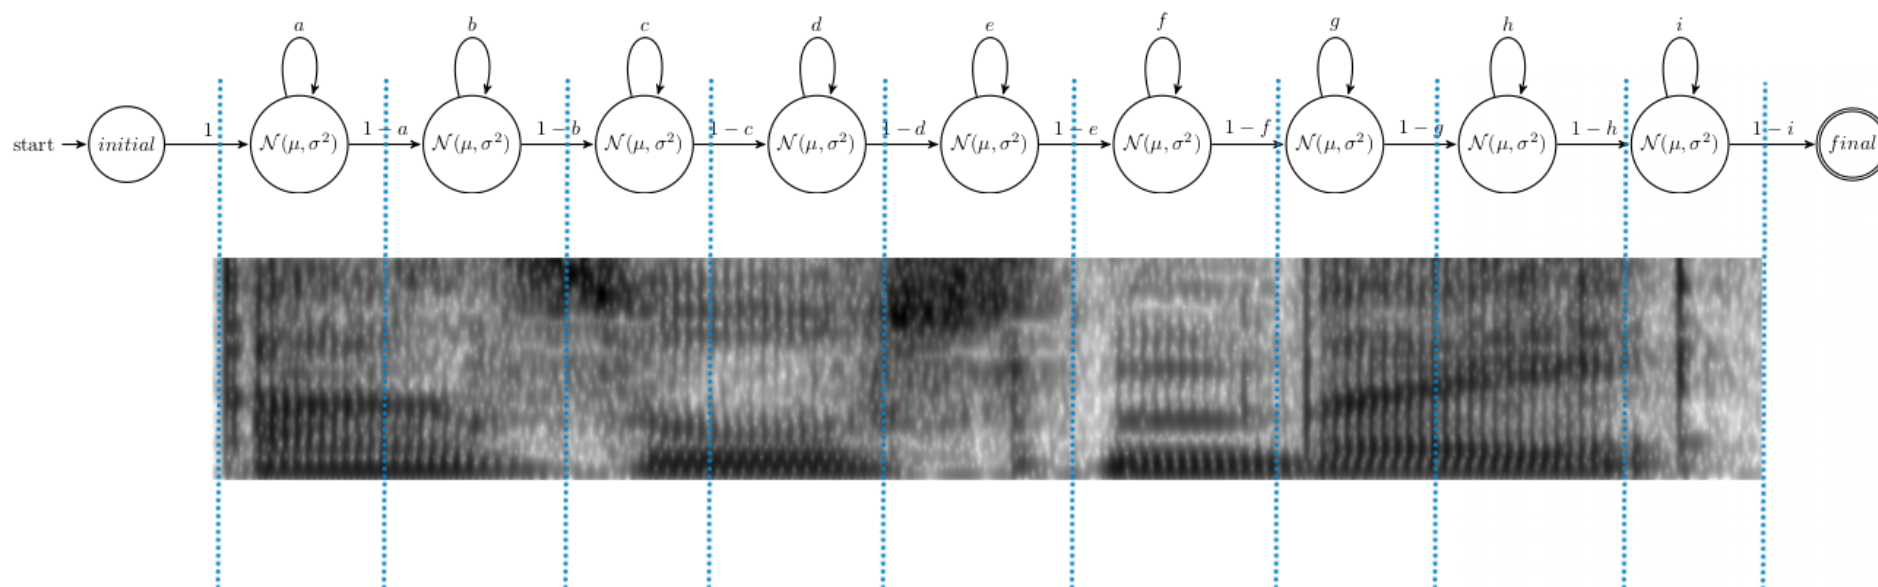 a b c d e f g h i
start initial 1 𝒩(μ, σ²) 1 − a 𝒩(μ, σ²) 1 − b 𝒩(μ, σ²) 1 − c 𝒩(μ, σ²) 1 − d 𝒩(μ, σ²) 1 − e 𝒩(μ, σ²) 1 − f 𝒩(μ, σ²) 1 − g 𝒩(μ, σ²) 1 − h 𝒩(μ, σ²) 1 − i final